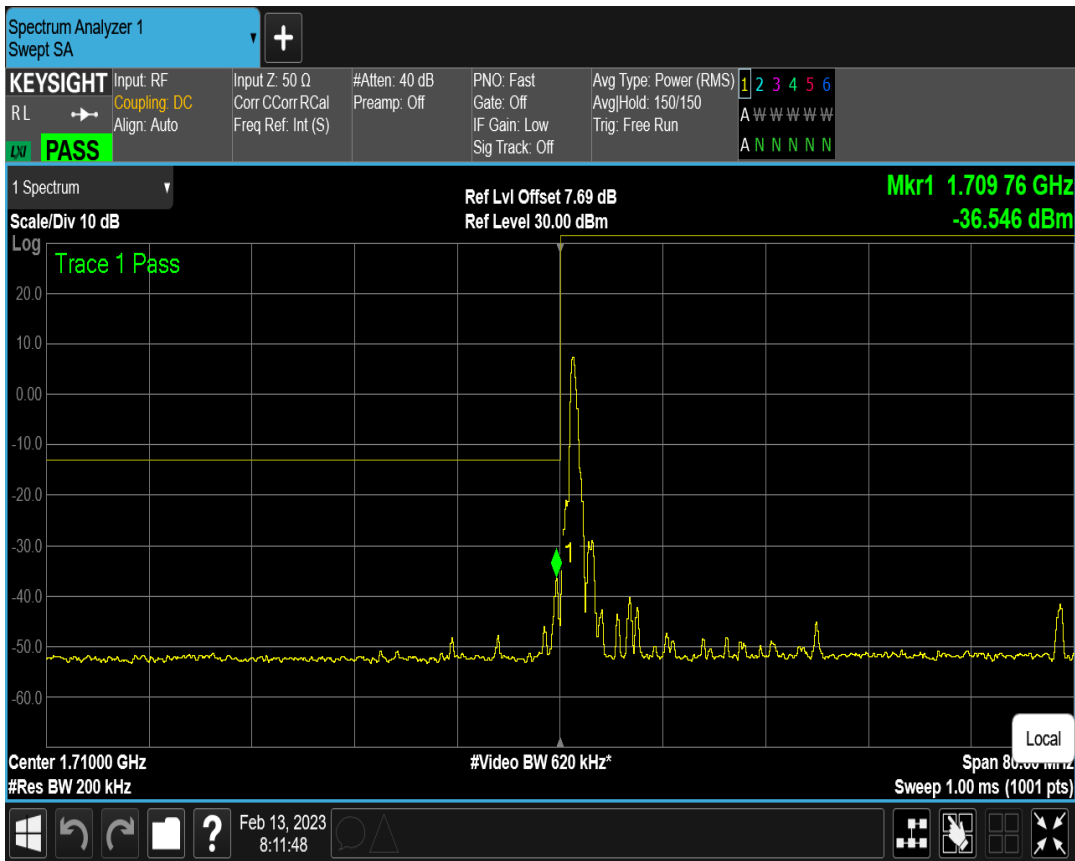 Spectrum Analyzer 1
Swept SA
+
KEYSIGHT
RL
LXI PASS
Input: RF
Coupling: DC
Align: Auto
Input Z: 50 Ω
Corr CCorr RCal
Freq Ref: Int (S)
#Atten: 40 dB
Preamp: Off
PNO: Fast
Gate: Off
IF Gain: Low
Sig Track: Off
Avg Type: Power (RMS)
Avg|Hold: 150/150
Trig: Free Run
1 2 3 4 5 6
A W W W W W
A N N N N N
1 Spectrum
Scale/Div 10 dB
Ref Lvl Offset 7.69 dB
Ref Level 30.00 dBm
Mkr1 1.709 76 GHz
-36.546 dBm
Log
Trace 1 Pass
20.0
10.0
0.00
-10.0
-20.0
-30.0
1
-40.0
-50.0
-60.0
Local
Center 1.71000 GHz
#Res BW 200 kHz
#Video BW 620 kHz*
Span 80.00 MHz
Sweep 1.00 ms (1001 pts)
?
Feb 13, 2023
8:11:48